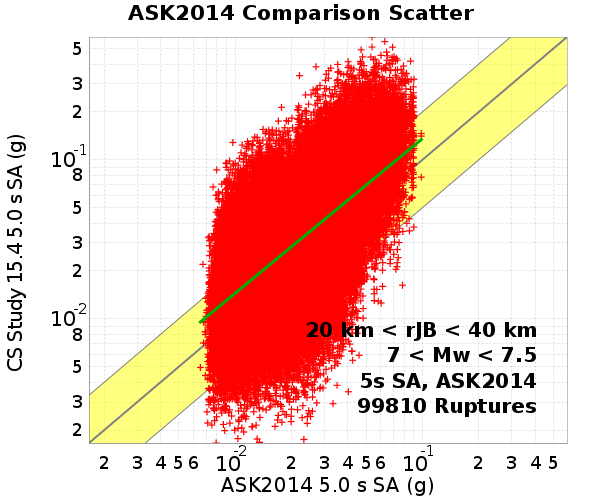 ASK2014 Comparison Scatter
CS Study 15.4 5.0 s SA (g)
5
3
2
10-1
8
5
3
2
10-2
8
5
3
2
20 km < rJB < 40 km
7 < Mw < 7.5
5s SA, ASK2014
99810 Ruptures
2 3 4 5 6 10-2 2 3 4 5 6 10-1 2 3 4 5
ASK2014 5.0 s SA (g)